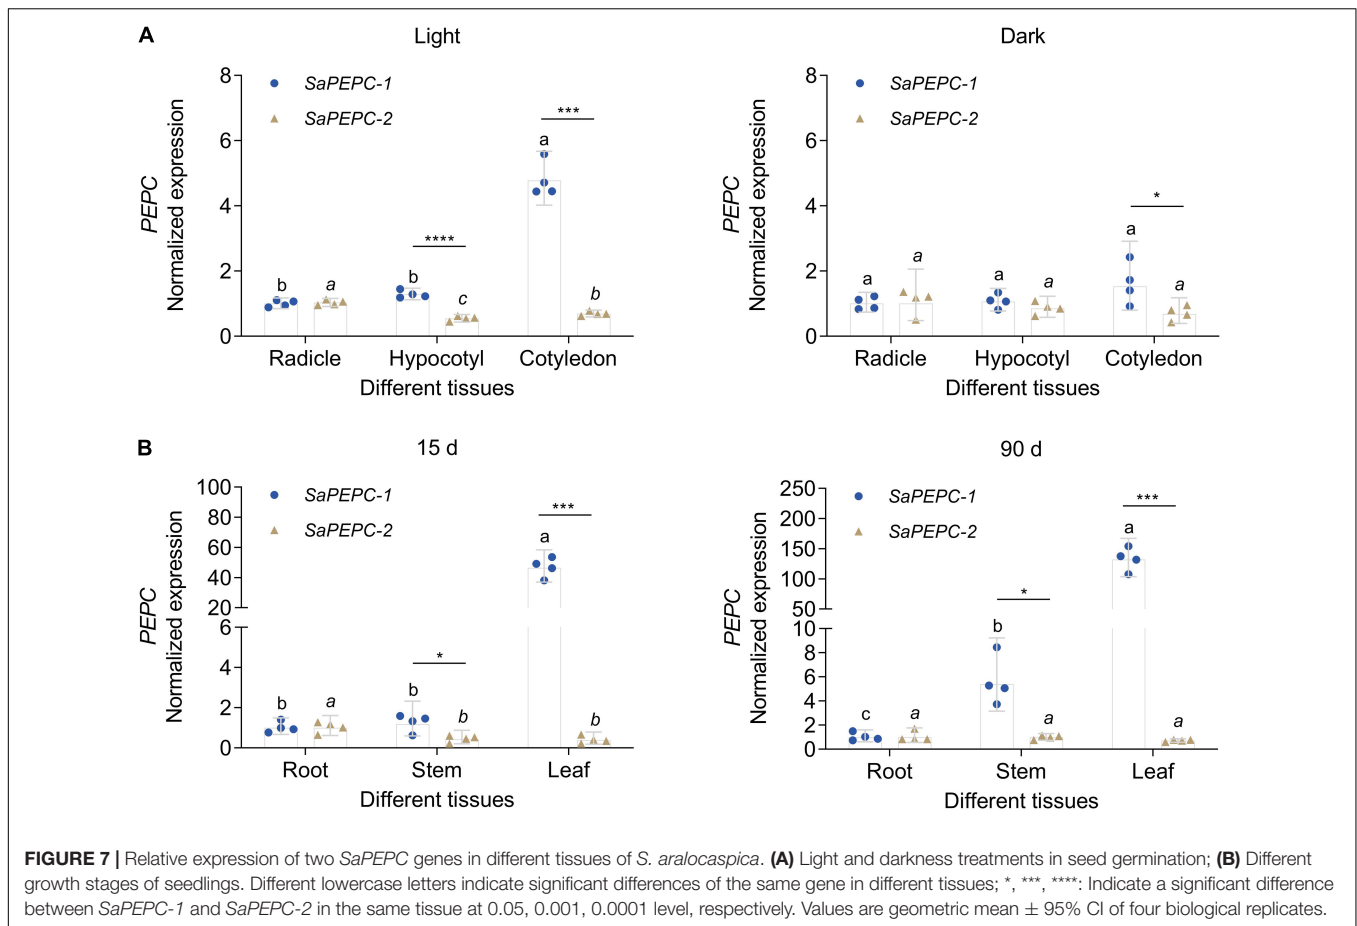 A
Light
SaPEPC-1
SaPEPC-2
PEPC
Normalized expression
8
6
4
2
0
b
a
b
c
a
b
****
***
Radicle
Hypocotyl
Cotyledon
Different tissues
Dark
SaPEPC-1
SaPEPC-2
PEPC
Normalized expression
8
6
4
2
0
a
a
a
a
a
a
*
Radicle
Hypocotyl
Cotyledon
Different tissues
B
15 d
SaPEPC-1
SaPEPC-2
PEPC
Normalized expression
100
80
60
40
20
6
4
2
0
b
a
b
b
a
b
*
***
Root
Stem
Leaf
Different tissues
90 d
SaPEPC-1
SaPEPC-2
PEPC
Normalized expression
250
200
150
100
50
10
8
6
4
2
0
c
a
b
a
a
a
*
***
Root
Stem
Leaf
Different tissues
FIGURE 7 | Relative expression of two SaPEPC genes in different tissues of S. aralocaspica. (A) Light and darkness treatments in seed germination; (B) Different
growth stages of seedlings. Different lowercase letters indicate significant differences of the same gene in different tissues; *, ***, ****: Indicate a significant difference
between SaPEPC-1 and SaPEPC-2 in the same tissue at 0.05, 0.001, 0.0001 level, respectively. Values are geometric mean ± 95% CI of four biological replicates.